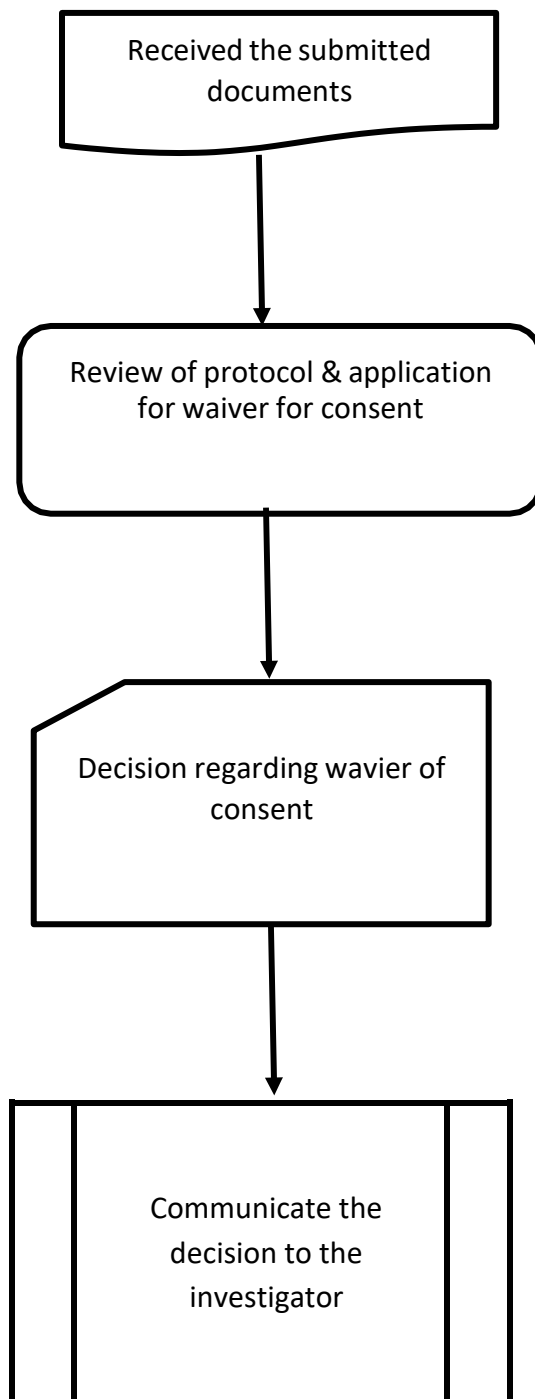 Received the submitted
documents
Review of protocol & application
for waiver for consent
Decision regarding wavier of
consent
Communicate the
decision to the
investigator